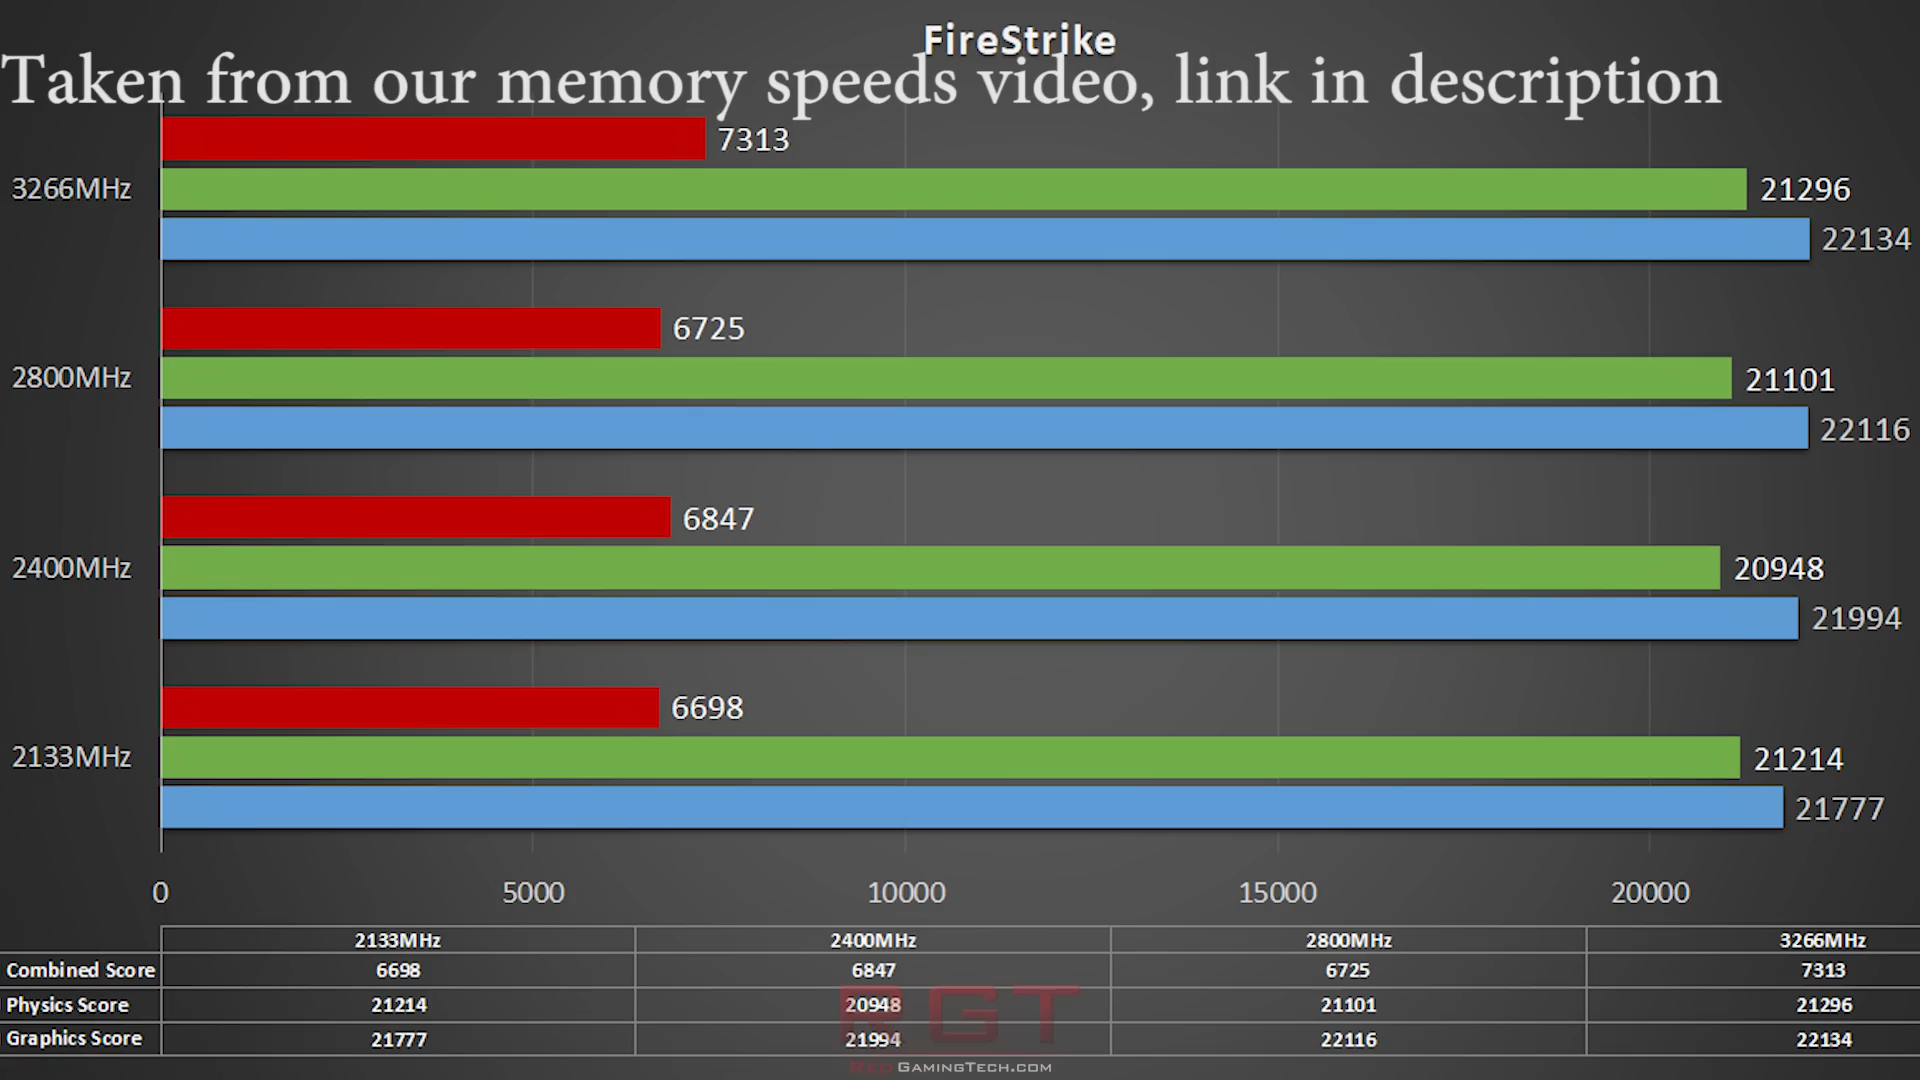 FireStrike
Taken from our memory speeds video, link in description
7313
3266MHz
21296
22134
6725
2800MHz
21101
22116
6847
2400MHz
20948
21994
6698
2133MHz
21214
21777
0 5000 10000 15000 20000
2133MHz 2400MHz 2800MHz 3266MHz
Combined Score 6698 6847 6725 7313
Physics Score 21214 20948 21101 21296
Graphics Score 21777 21994 22116 22134
RGT
RedGamingTech.com